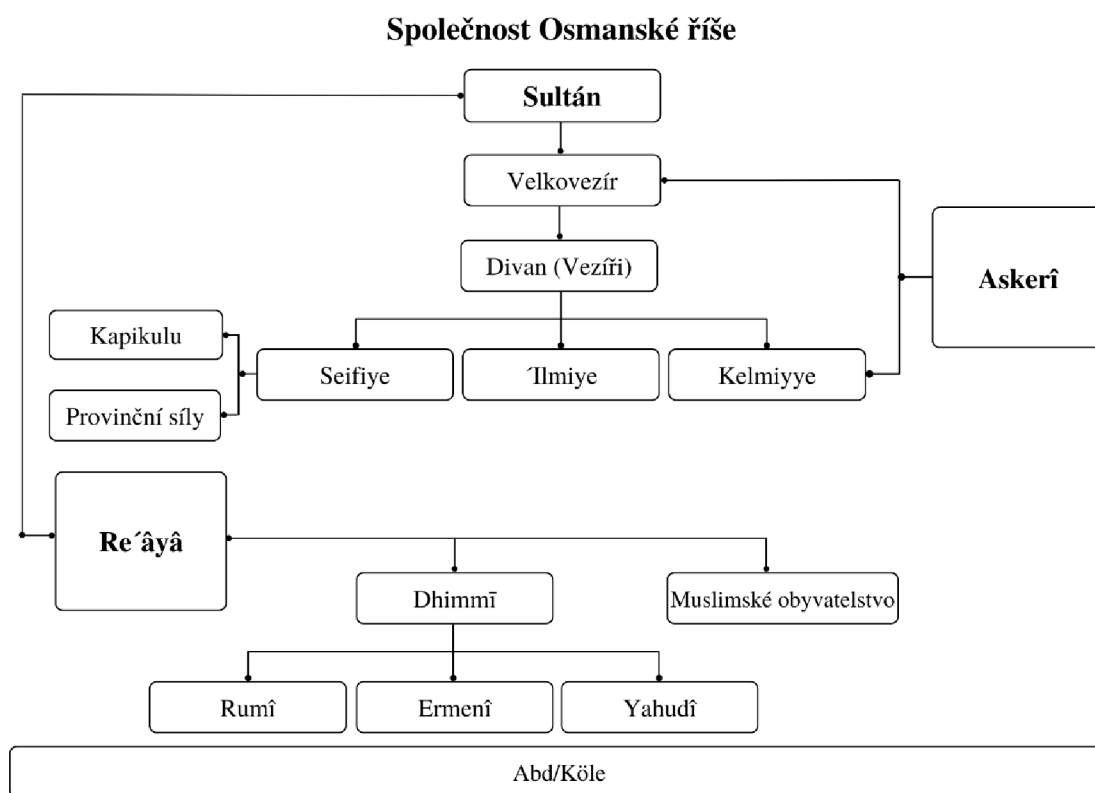 Společnost Osmanské říše
Sultán
Velkovezír
Divan (Vezíři)
Askerî
Kapikulu
Provinční síly
Seifiye
´Ilmiye
Kelmiyye
Re´âyâ
Dhimmī
Muslimské obyvatelstvo
Rumî
Ermenî
Yahudî
Abd/Köle